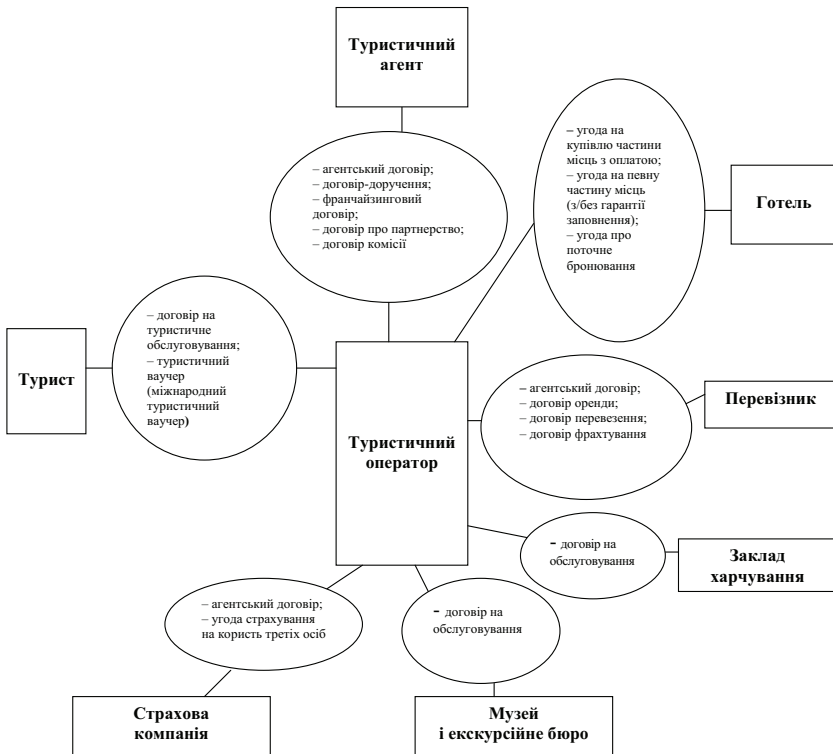 Туристичний
агент
– агентський договір;
– договір-доручення;
– франчайзинговий
договір;
– договір про партнерство;
– договір комісії
– угода на
купівлю частини
місць з оплатою;
– угода на певну
частину місць
(з/без гарантії
заповнення);
– угода про
поточне
бронювання
Готель
Турист
– договір на
туристичне
обслуговування;
– туристичний
ваучер
(міжнародний
туристичний
ваучер)
Туристичний
оператор
– агентський договір;
– договір оренди;
– договір перевезення;
– договір фрахтування
Перевізник
- договір на
обслуговування
Заклад
харчування
– агентський договір;
– угода страхування
на користь третіх осіб
- договір на
обслуговування
Страхова
компанія
Музей
і екскурсійне бюро